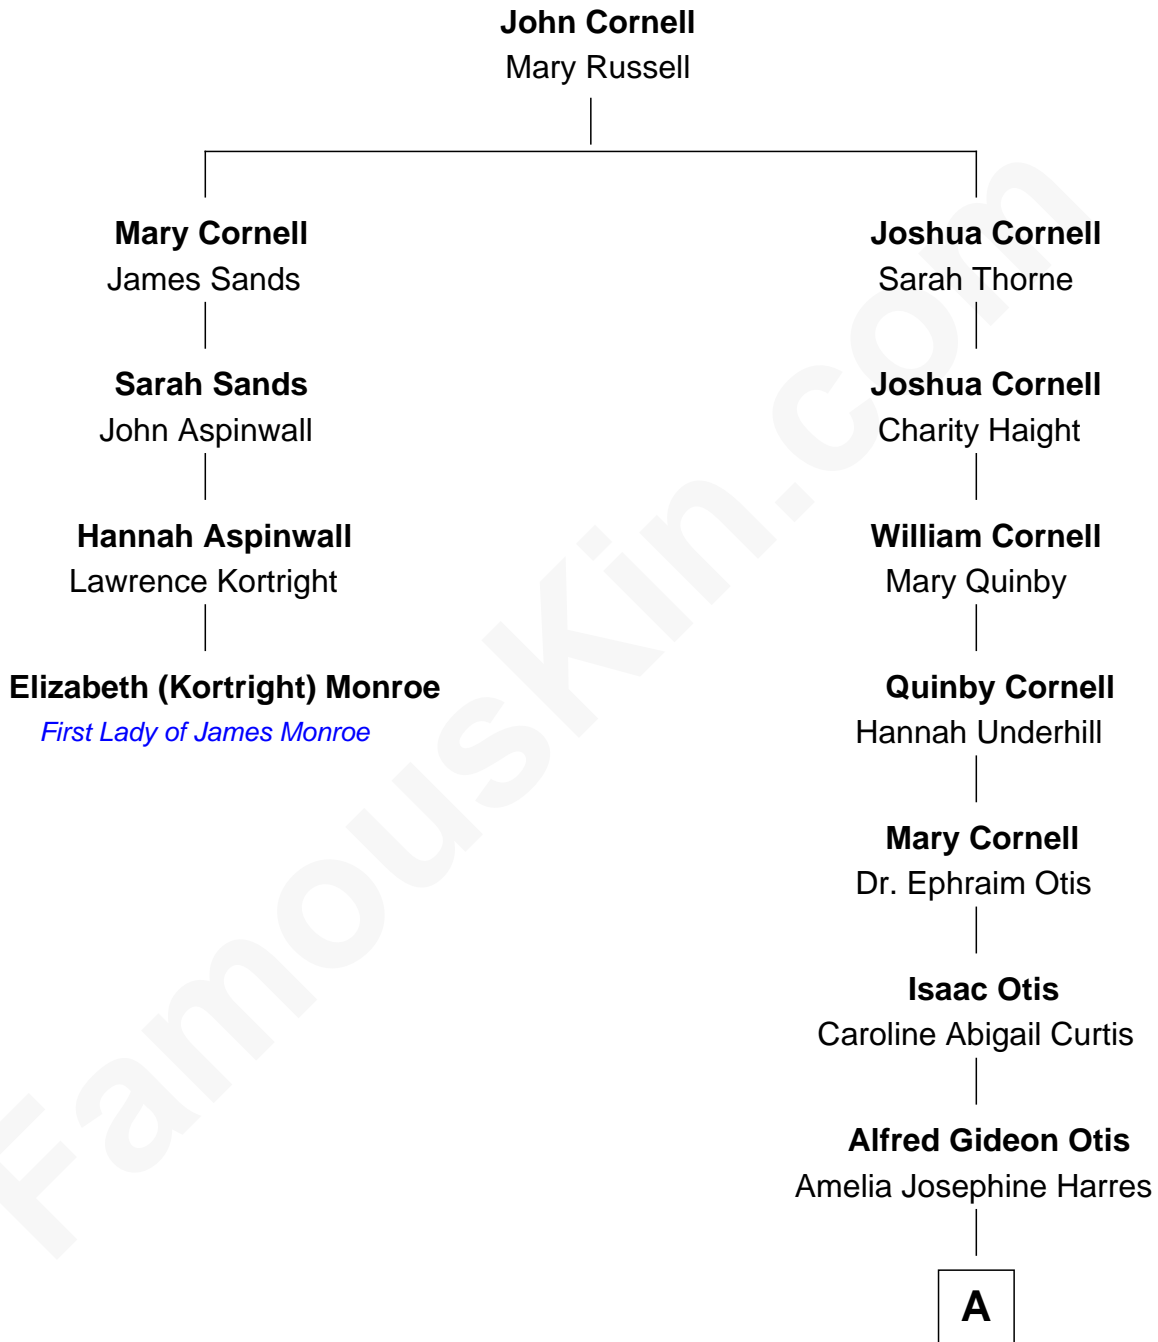 John Cornell
Mary Russell
Mary Cornell
James Sands
Joshua Cornell
Sarah Thorne
Sarah Sands
John Aspinwall
Joshua Cornell
Charity Haight
Hannah Aspinwall
Lawrence Kortright
William Cornell
Mary Quinby
Elizabeth (Kortright) Monroe
First Lady of James Monroe
Quinby Cornell
Hannah Underhill
Mary Cornell
Dr. Ephraim Otis
Isaac Otis
Caroline Abigail Curtis
Alfred Gideon Otis
Amelia Josephine Harres
A
FamousKin.com